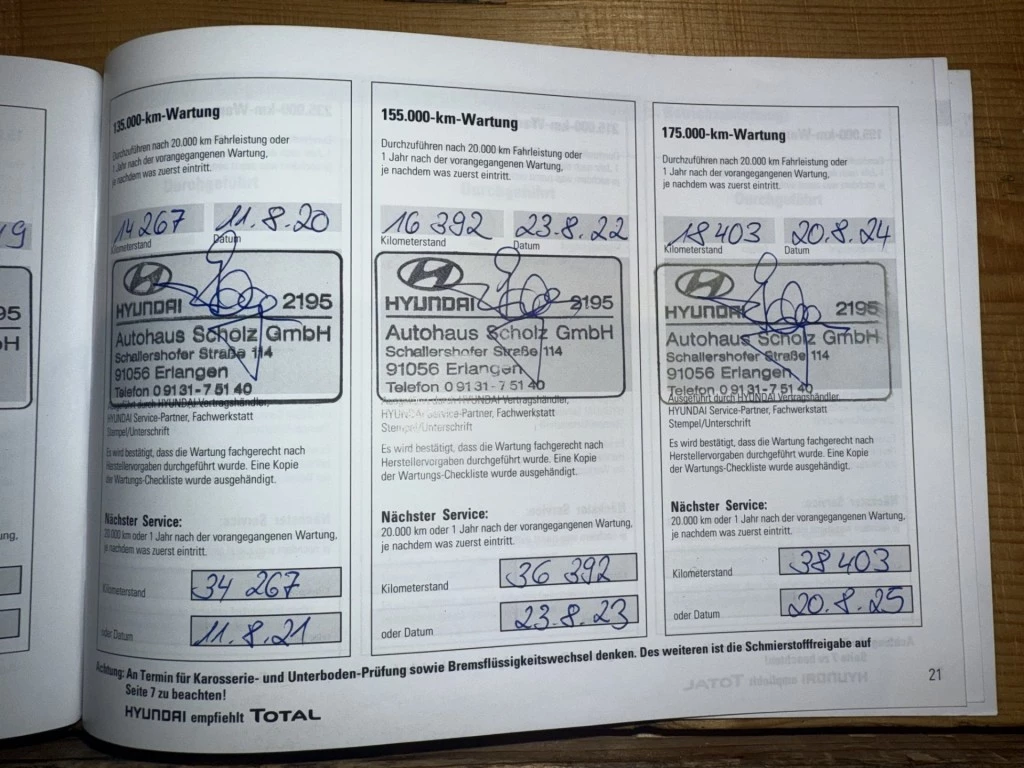 19
95
oH
ung,
135.000-km-Wartung
Durchzuführen nach 20.000 km Fahrleistung oder
1 Jahr nach der vorangegangenen Wartung,
je nachdem was zuerst eintritt.
14 267 11.8.20
Kilometerstand Datum
HYUNDAI 2195
Autohaus Scholz GmbH
Schallershofer Straße 114
91056 Erlangen
Telefon 0 91 31 - 7 51 40
Ausgeführt durch HYUNDAI Vertragshändler,
HYUNDAI Service-Partner, Fachwerkstatt
Stempel/Unterschrift
Es wird bestätigt, dass die Wartung fachgerecht nach
Herstellervorgaben durchgeführt wurde. Eine Kopie
der Wartungs-Checkliste wurde ausgehändigt.
Nächster Service:
20.000 km oder 1 Jahr nach der vorangegangenen Wartung,
je nachdem was zuerst eintritt.
Kilometerstand 34 267
oder Datum 11.8.21
155.000-km-Wartung
Durchzuführen nach 20.000 km Fahrleistung oder
1 Jahr nach der vorangegangenen Wartung,
je nachdem was zuerst eintritt.
16 392 23.8.22
Kilometerstand Datum
HYUNDAI 2195
Autohaus Scholz GmbH
Schallershofer Straße 114
91056 Erlangen
Telefon 0 91 31 - 7 51 40
Ausgeführt durch HYUNDAI Vertragshändler,
HYUNDAI Service-Partner, Fachwerkstatt
Stempel/Unterschrift
Es wird bestätigt, dass die Wartung fachgerecht nach
Herstellervorgaben durchgeführt wurde. Eine Kopie
der Wartungs-Checkliste wurde ausgehändigt.
Nächster Service:
20.000 km oder 1 Jahr nach der vorangegangenen Wartung,
je nachdem was zuerst eintritt.
Kilometerstand 36 392
oder Datum 23.8.23
175.000-km-Wartung
Durchzuführen nach 20.000 km Fahrleistung oder
1 Jahr nach der vorangegangenen Wartung,
je nachdem was zuerst eintritt.
18 403 20.8.24
Kilometerstand Datum
HYUNDAI 2195
Autohaus Scholz GmbH
Schallershofer Straße 114
91056 Erlangen
Telefon 0 91 31 - 7 51 40
Ausgeführt durch HYUNDAI Vertragshändler,
HYUNDAI Service-Partner, Fachwerkstatt
Stempel/Unterschrift
Es wird bestätigt, dass die Wartung fachgerecht nach
Herstellervorgaben durchgeführt wurde. Eine Kopie
der Wartungs-Checkliste wurde ausgehändigt.
Nächster Service:
20.000 km oder 1 Jahr nach der vorangegangenen Wartung,
je nachdem was zuerst eintritt.
Kilometerstand 38 403
oder Datum 20.8.25
Achtung: An Termin für Karosserie- und Unterboden-Prüfung sowie Bremsflüssigkeitswechsel denken. Des weiteren ist die Schmierstofffreigabe auf
Seite 7 zu beachten!
HYUNDAI empfiehlt TOTAL
21